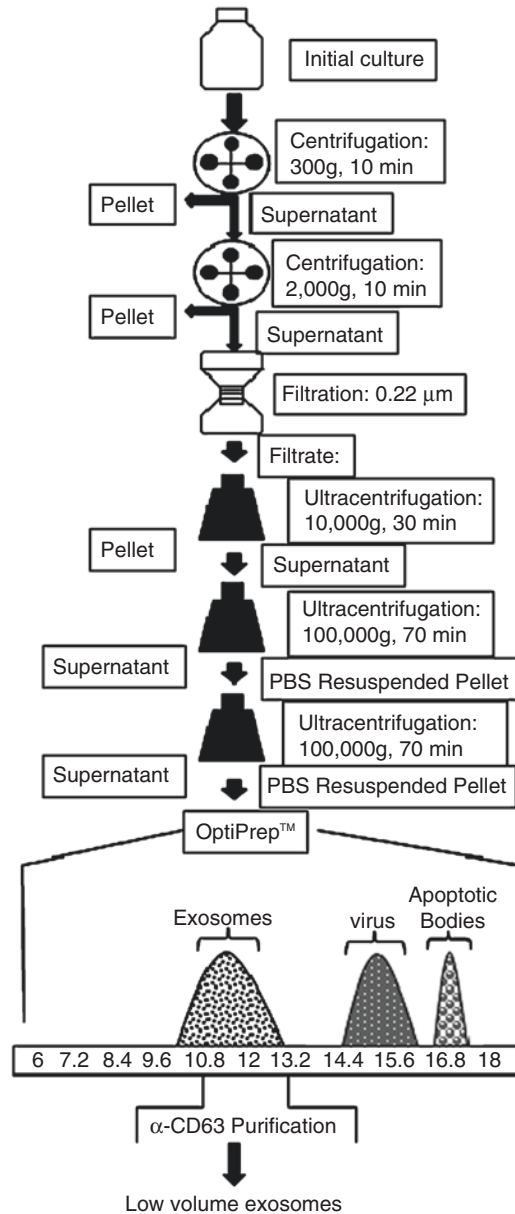 Initial culture
Centrifugation:
300g, 10 min
Pellet
Supernatant
Centrifugation:
2,000g, 10 min
Pellet
Supernatant
Filtration: 0.22 μm
Filtrate:
Ultracentrifugation:
10,000g, 30 min
Pellet
Supernatant
Ultracentrifugation:
100,000g, 70 min
Supernatant
PBS Resuspended Pellet
Ultracentrifugation:
100,000g, 70 min
Supernatant
PBS Resuspended Pellet
OptiPrep™
Exosomes
virus
Apoptotic
Bodies
6 7.2 8.4 9.6 10.8 12 13.2 14.4 15.6 16.8 18
α-CD63 Purification
Low volume exosomes